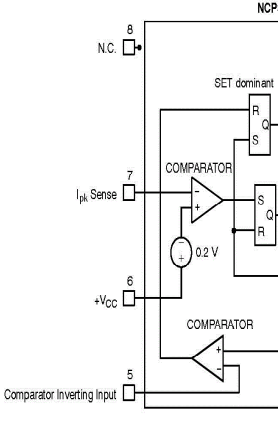 NCP
8
N.C.
SET dominant
R
Q
S
COMPARATOR
7
Ipk Sense
-
+
S
Q
R
-
+
0.2 V
6
+VCC
COMPARATOR
+
-
5
Comparator Inverting Input